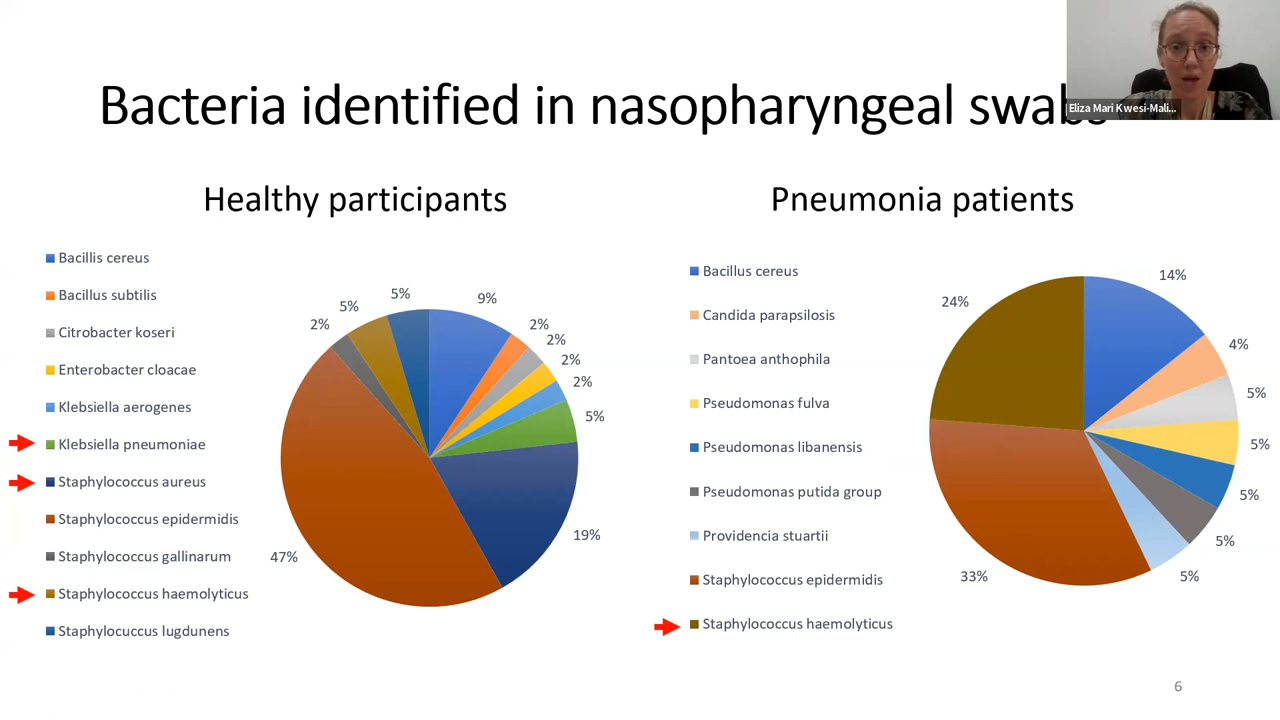 Bacteria identified in nasopharyngeal swabs
Eliza Mari Kwesi-Mali...
Healthy participants
Bacillis cereus
Bacillus subtilis
Citrobacter koseri
Enterobacter cloacae
Klebsiella aerogenes
Klebsiella pneumoniae
Staphylococcus aureus
Staphylococcus epidermidis
Staphylococcus gallinarum
Staphylococcus haemolyticus
Staphylocuccus lugdunens
9%
2%
2%
2%
2%
5%
19%
47%
2%
5%
5%
Pneumonia patients
Bacillus cereus
Candida parapsilosis
Pantoea anthophila
Pseudomonas fulva
Pseudomonas libanensis
Pseudomonas putida group
Providencia stuartii
Staphylococcus epidermidis
Staphylococcus haemolyticus
14%
4%
5%
5%
5%
5%
5%
33%
24%
6